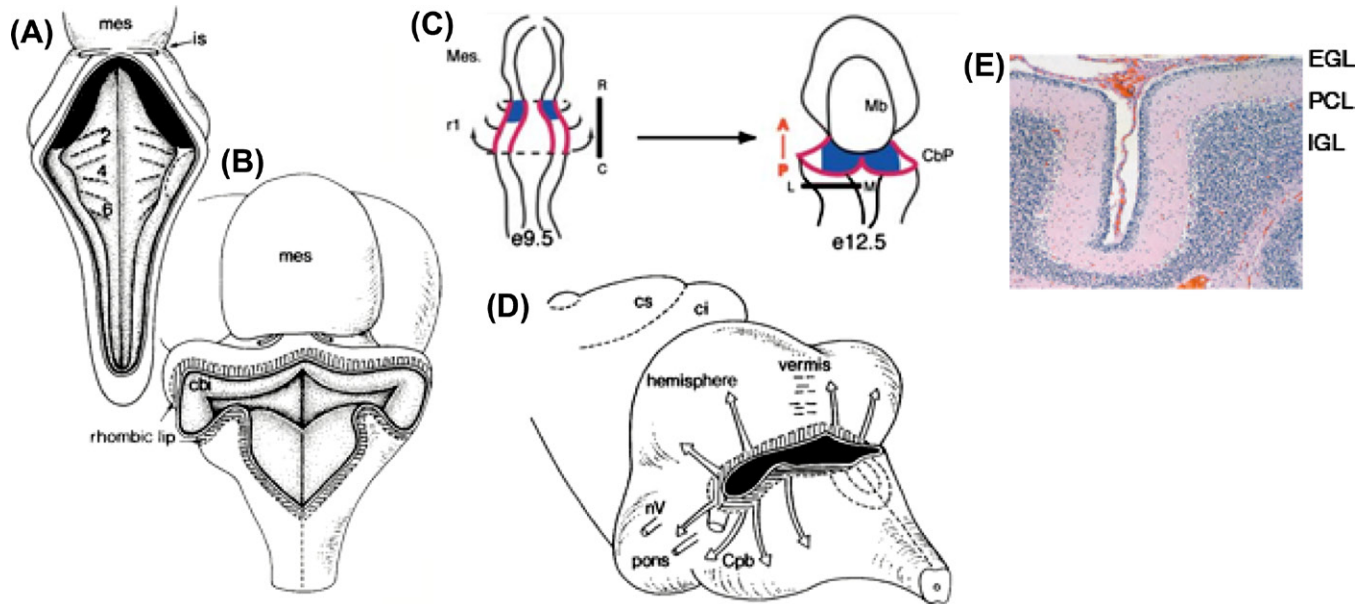 (A)
mes
is
2
4
6
(B)
mes
cbi
rhombic lip
(C)
Mes.
r1
R
C
e9.5
Mb
A
P
CbP
L
M
e12.5
(D)
cs
ci
hemisphere
vermis
nV
pons
Cpb
(E)
EGL
PCL
IGL